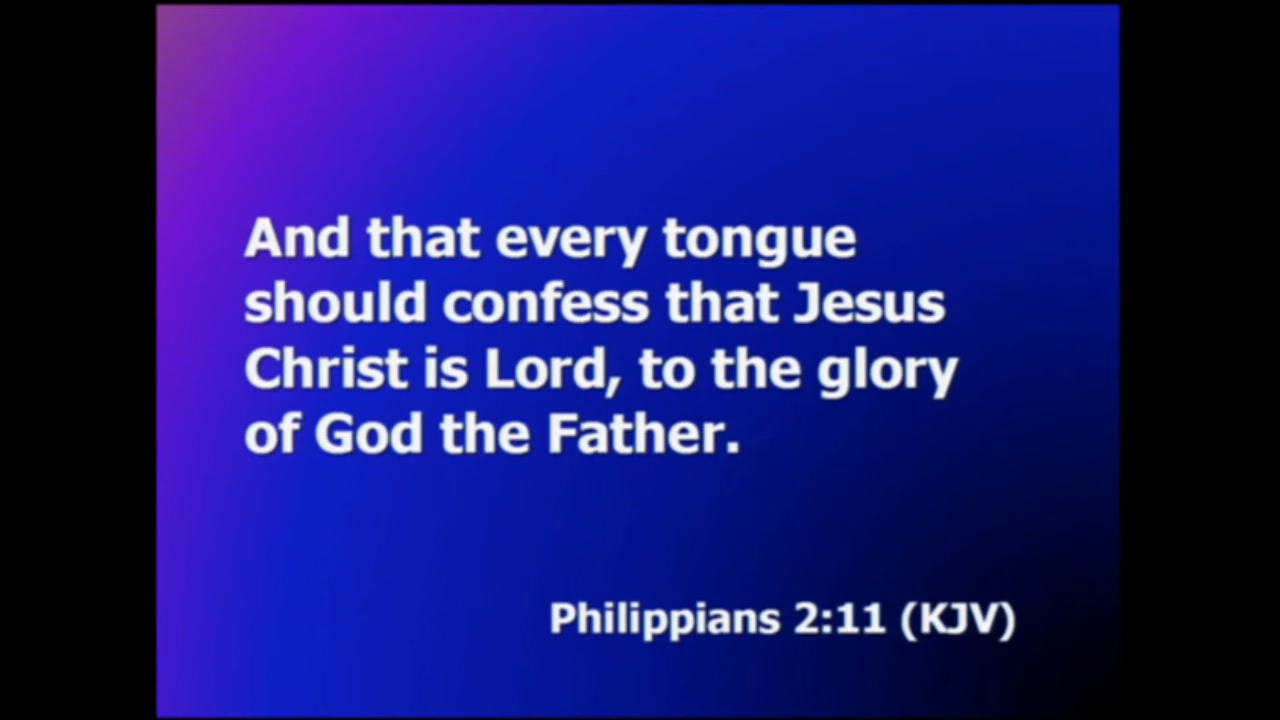 And that every tongue
should confess that Jesus
Christ is Lord, to the glory
of God the Father.
Philippians 2:11 (KJV)